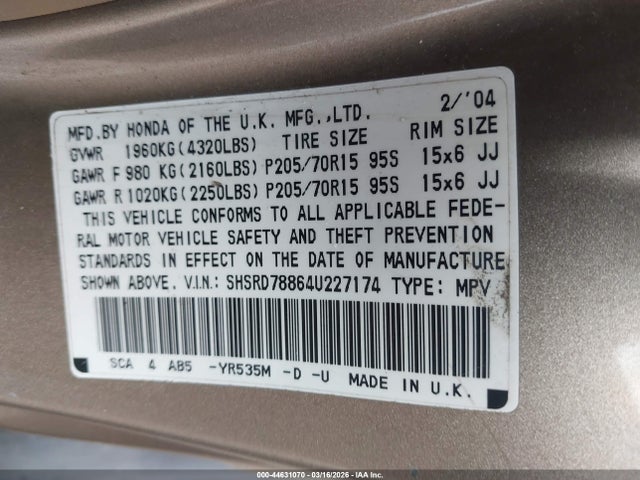 2/'04
MFD.BY HONDA OF THE U.K. MFG.,LTD.
GVWR 1960KG(4320LBS) TIRE SIZE RIM SIZE
GAWR F 980 KG(2160LBS) P205/70R15 95S 15x6 JJ
GAWR R 1020KG(2250LBS) P205/70R15 95S 15x6 JJ
THIS VEHICLE CONFORMS TO ALL APPLICABLE FEDE-
RAL MOTOR VEHICLE SAFETY AND THEFT PREVENTION
STANDARDS IN EFFECT ON THE DATE OF MANUFACTURE
SHOWN ABOVE. V.I.N.: SHSRD78864U227174 TYPE: MPV
SCA 4 AB5 -YR535M -D -U MADE IN U.K.
000-44631070 - 03/16/2026 - IAA Inc.